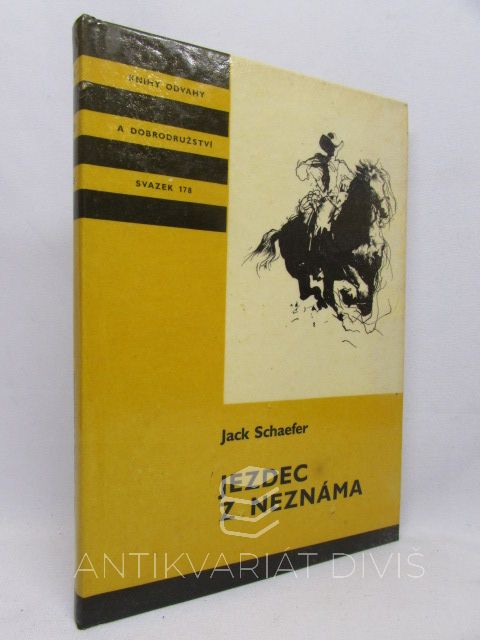 KNIHY ODVAHY
A DOBRODRUŽSTVÍ
SVAZEK 178
Jack Schaefer
JEZDEC
Z NEZNÁMA
ANTIKVARIÁT DIVIŠ